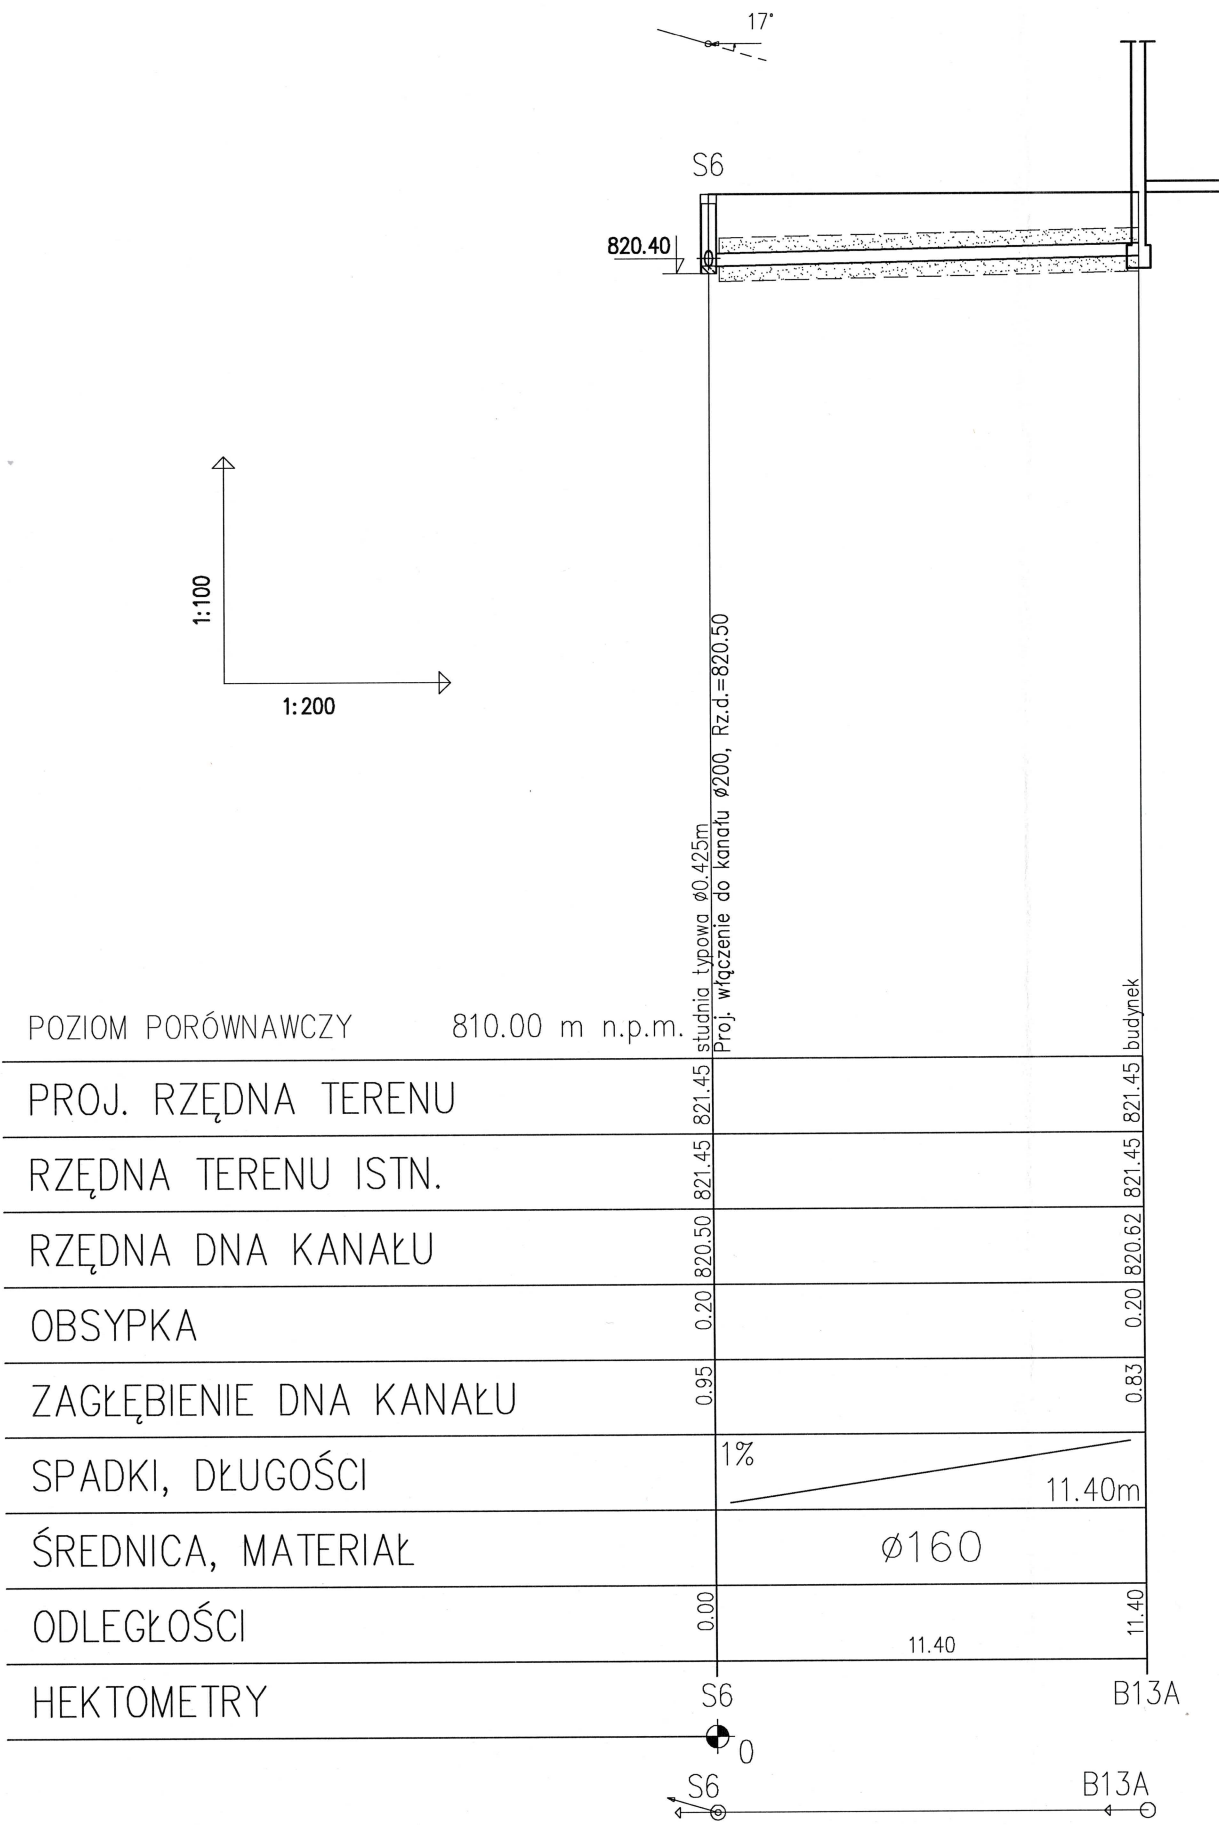 17°
S6
820.40
1:100
1:200
studnia typowa ø0.425m
Proj. włączenie do kanału ø200, Rz.d.=820.50
budynek
POZIOM PORÓWNAWCZY 810.00 m n.p.m.
PROJ. RZĘDNA TERENU 821.45 821.45
RZĘDNA TERENU ISTN. 821.45 821.45
RZĘDNA DNA KANAŁU 820.50 820.62
OBSYPKA 0.20 0.20
ZAGŁĘBIENIE DNA KANAŁU 0.95 0.83
SPADKI, DŁUGOŚCI 1% 11.40m
ŚREDNICA, MATERIAŁ ø160
ODLEGŁOŚCI 0.00 11.40 11.40
HEKTOMETRY S6 B13A
0
S6 B13A